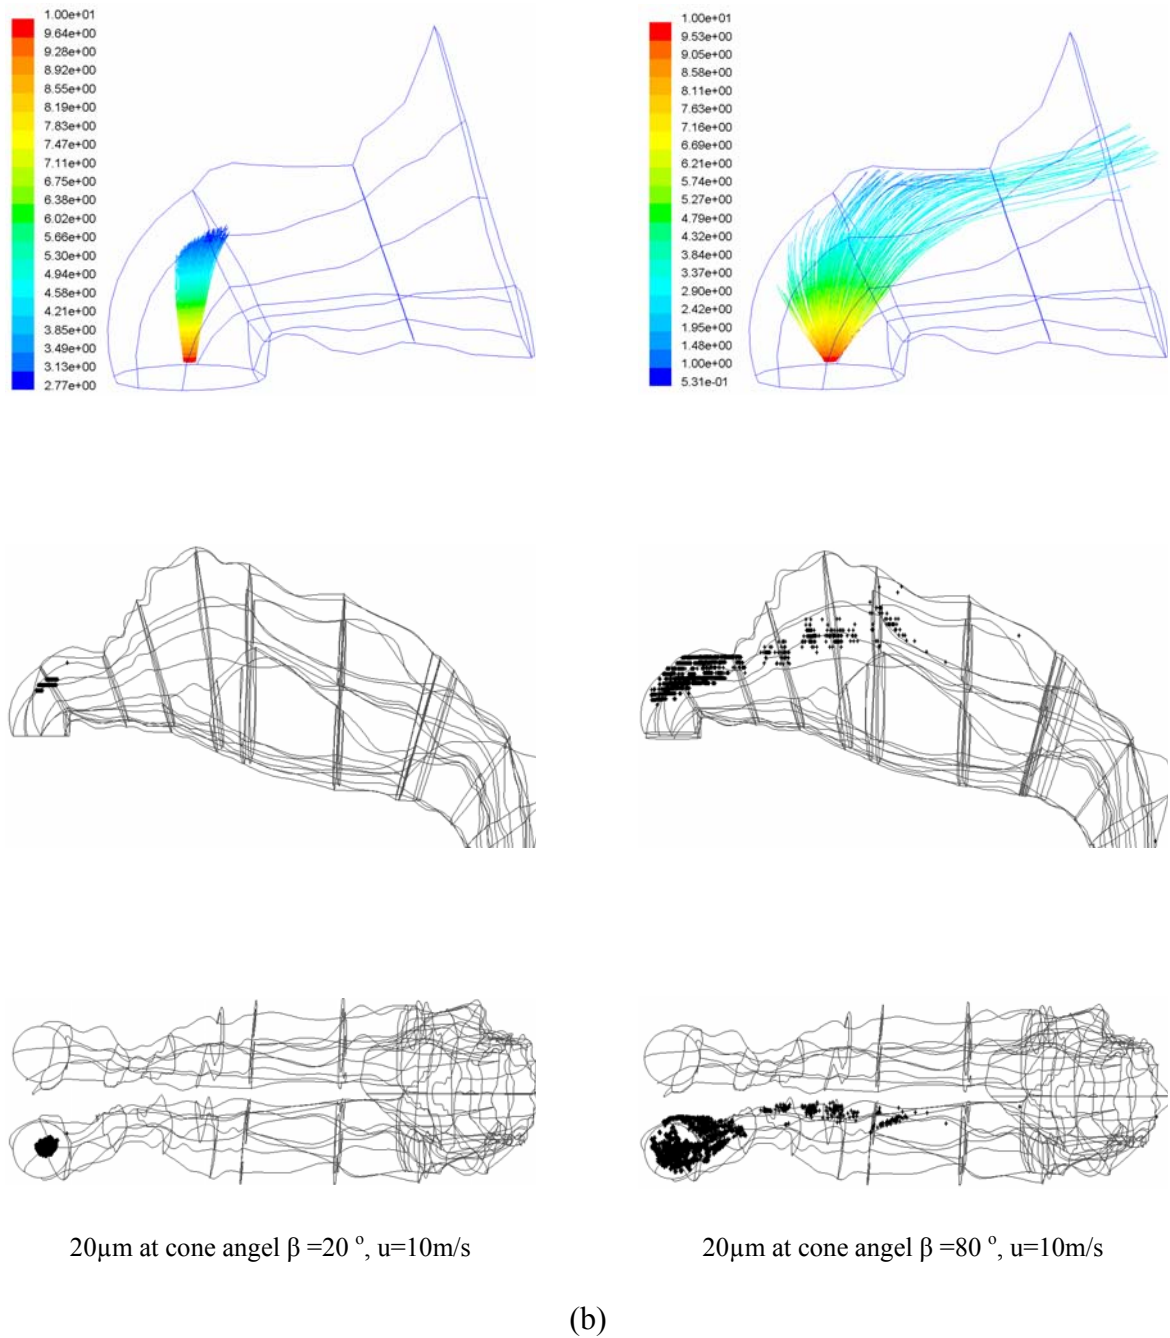 1.00e+01
9.64e+00
9.28e+00
8.92e+00
8.55e+00
8.19e+00
7.83e+00
7.47e+00
7.11e+00
6.75e+00
6.38e+00
6.02e+00
5.66e+00
5.30e+00
4.94e+00
4.58e+00
4.21e+00
3.85e+00
3.49e+00
3.13e+00
2.77e+00
1.00e+01
9.53e+00
9.05e+00
8.58e+00
8.11e+00
7.63e+00
7.16e+00
6.69e+00
6.21e+00
5.74e+00
5.27e+00
4.79e+00
4.32e+00
3.84e+00
3.37e+00
2.90e+00
2.42e+00
1.95e+00
1.48e+00
1.00e+00
5.31e-01
20µm at cone angel β =20 °, u=10m/s
20µm at cone angel β =80 °, u=10m/s
(b)